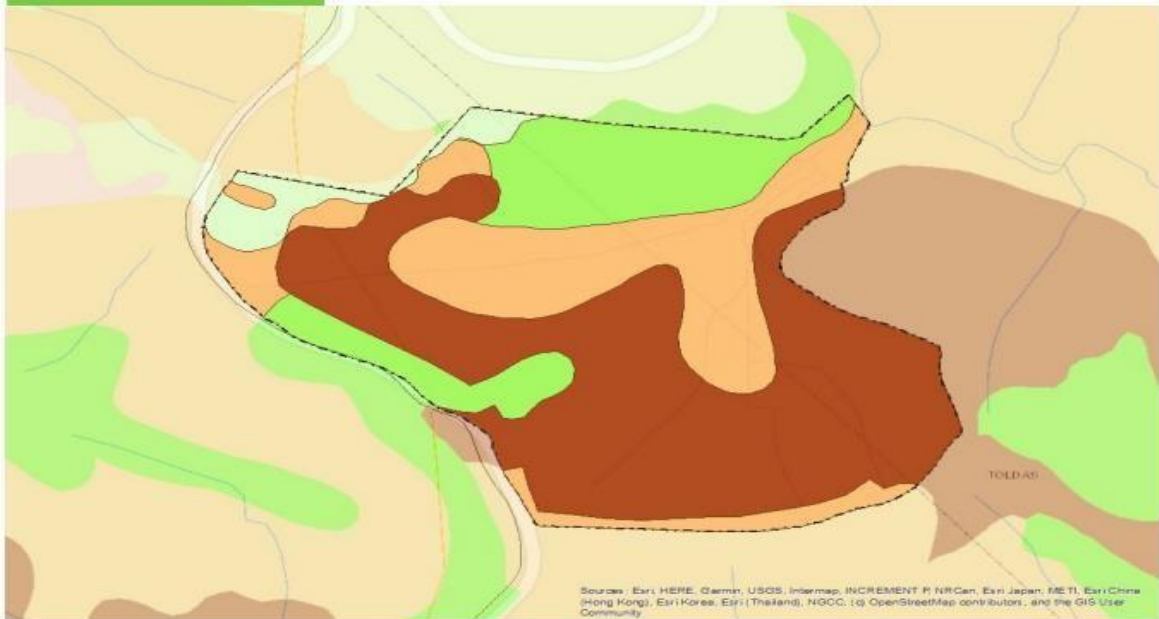 TOLDAS
Sources: Esri, HERE, Garmin, USGS, Intermap, INCREMENT P, NRCan, Esri Japan, METI, Esri China
(Hong Kong), Esri Korea, Esri (Thailand), NGCC, (c) OpenStreetMap contributors, and the GIS User
Community